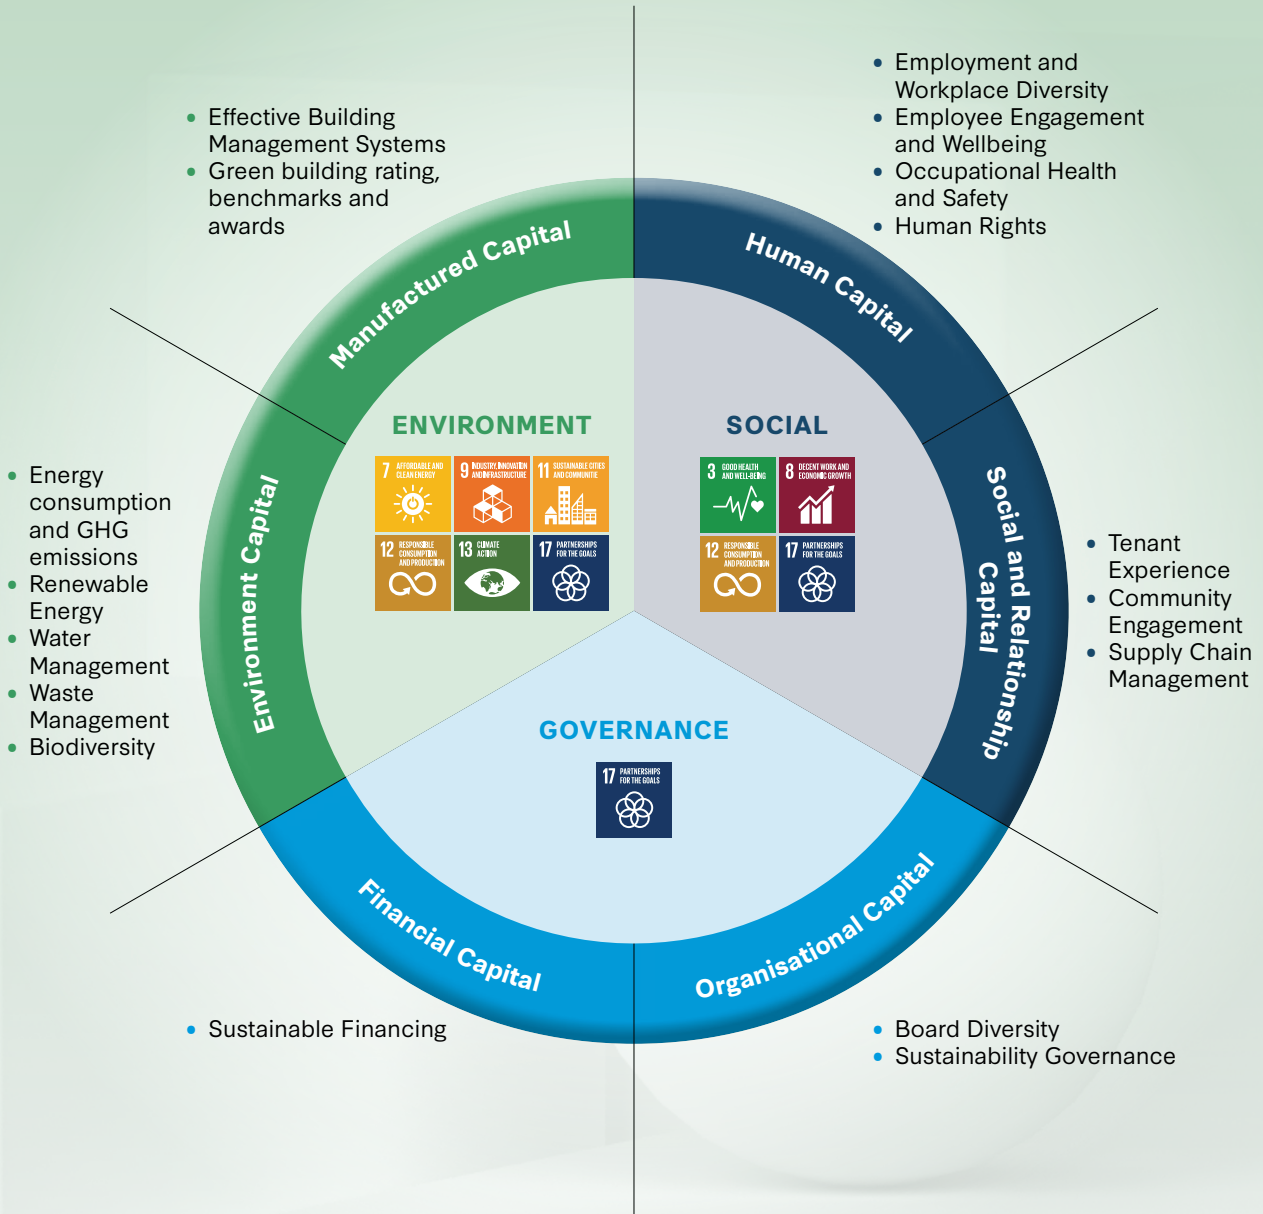 Effective Building
Management Systems
Green building rating,
benchmarks and
awards
Employment and
Workplace Diversity
Employee Engagement
and Wellbeing
Occupational Health
and Safety
Human Rights
Manufactured Capital
Human Capital
Energy
consumption
and GHG
emissions
Renewable
Energy
Water
Management
Waste
Management
Biodiversity
Environment Capital
ENVIRONMENT
7 AFFORDABLE AND
CLEAN ENERGY
9 INDUSTRY, INNOVATION
AND INFRASTRUCTURE
11 SUSTAINABLE CITIES
AND COMMUNITIE
12 RESPONSIBLE
CONSUMPTION
AND PRODUCTION
13 CLIMATE
ACTION
17 PARTNERSHIPS
FOR THE GOALS
SOCIAL
3 GOOD HEALTH
AND WELL-BEING
8 DECENT WORK AND
ECONOMIC GROWTH
12 RESPONSIBLE
CONSUMPTION
AND PRODUCTION
17 PARTNERSHIPS
FOR THE GOALS
Social and Relationship
Capital
Tenant
Experience
Community
Engagement
Supply Chain
Management
GOVERNANCE
17 PARTNERSHIPS
FOR THE GOALS
Financial Capital
Organisational Capital
Sustainable Financing
Board Diversity
Sustainability Governance